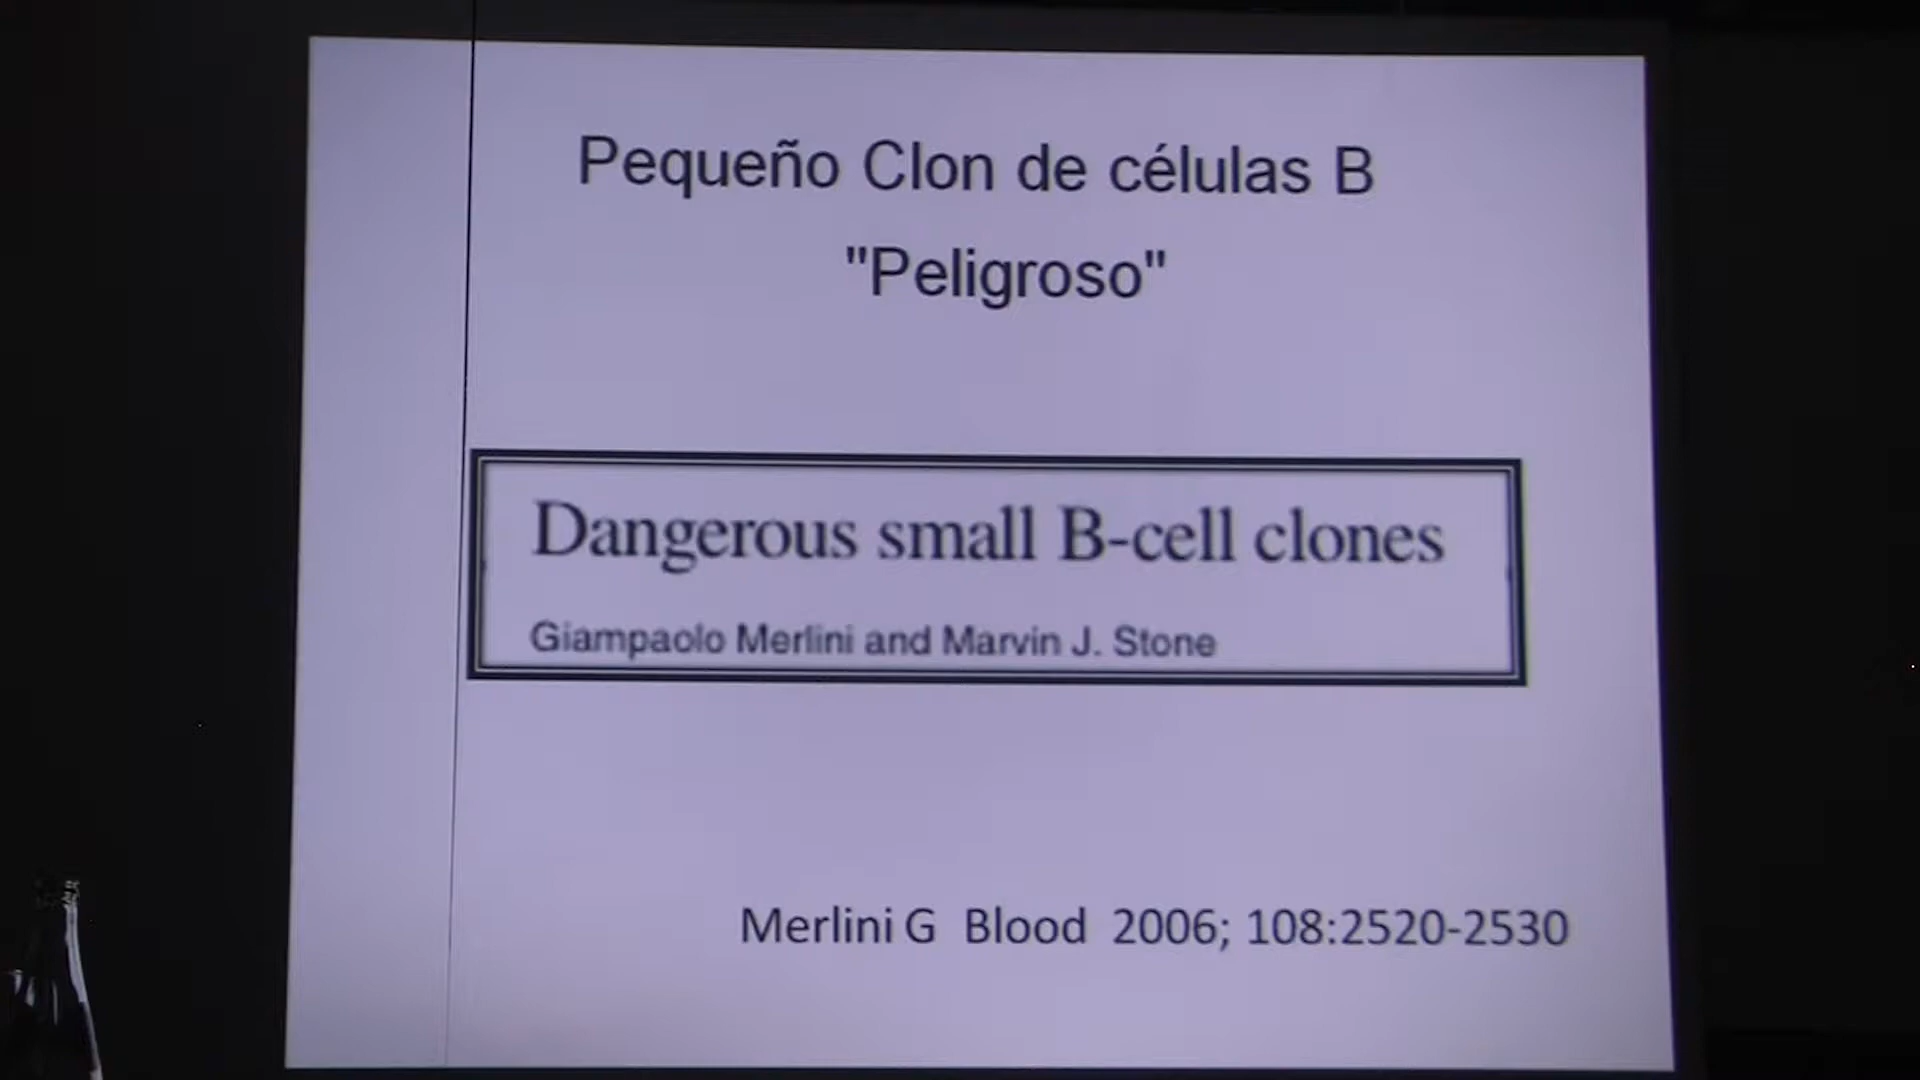 Pequeño Clon de células B
"Peligroso"
Dangerous small B-cell clones
Giampaolo Merlini and Marvin J. Stone
Merlini G Blood 2006; 108:2520-2530